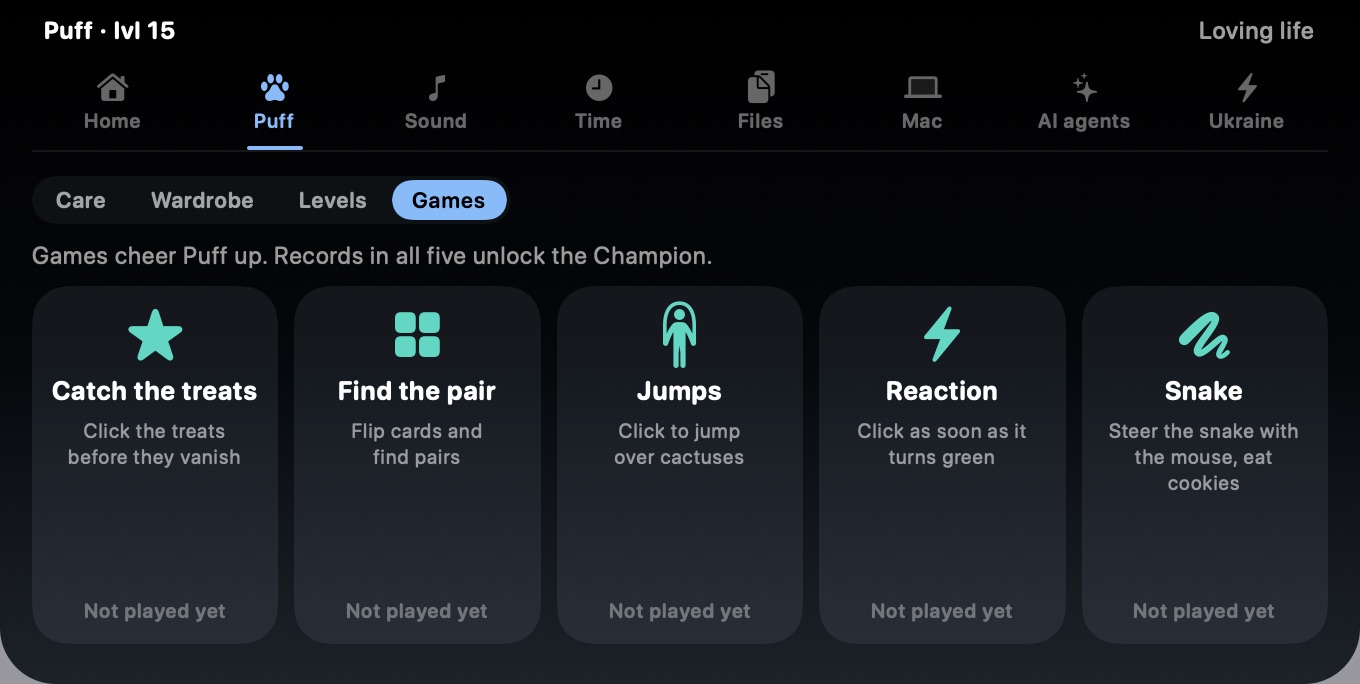 Puff · lvl 15
Loving life
Home
Puff
Sound
Time
Files
Mac
AI agents
Ukraine
Care
Wardrobe
Levels
Games
Games cheer Puff up. Records in all five unlock the Champion.
Catch the treats
Click the treats
before they vanish
Not played yet
Find the pair
Flip cards and
find pairs
Not played yet
Jumps
Click to jump
over cactuses
Not played yet
Reaction
Click as soon as it
turns green
Not played yet
Snake
Steer the snake with
the mouse, eat
cookies
Not played yet